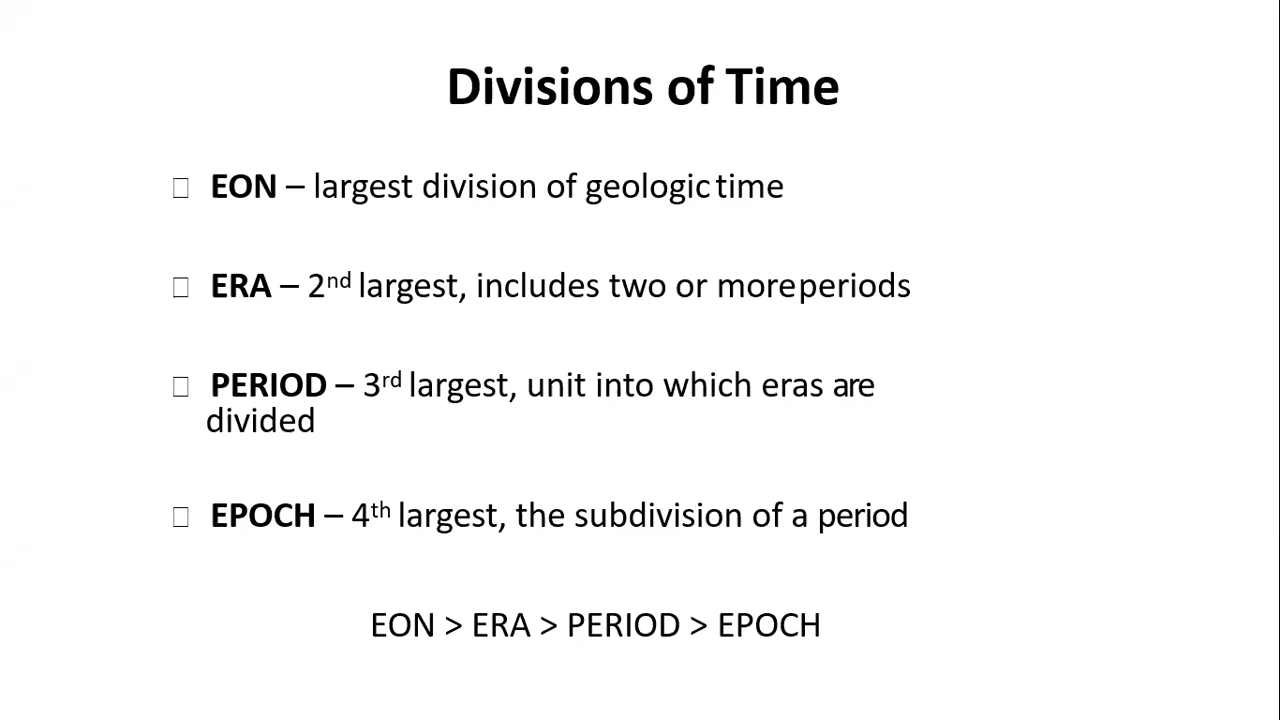 Divisions of Time
EON – largest division of geologic time
ERA – 2nd largest, includes two or more periods
PERIOD – 3rd largest, unit into which eras are
divided
EPOCH – 4th largest, the subdivision of a period
EON > ERA > PERIOD > EPOCH